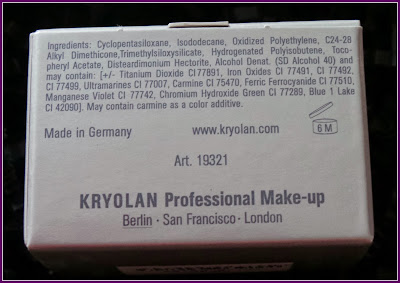 Ingredients: Cyclopentasiloxane, Isododecane, Oxidized Polyethylene, C24-28
Alkyl Dimethicone,Trimethylsiloxysilicate, Hydrogenated Polyisobutene, Toco-
pheryl Acetate, Disteardimonium Hectorite, Alcohol Denat. (SD Alcohol 40) and
may contain: [+/- Titanium Dioxide CI77891, Iron Oxides CI 77491, CI 77492,
CI 77499, Ultramarines CI 77007, Carmine CI 75470, Ferric Ferrocyanide CI 77510,
Manganese Violet CI 77742, Chromium Hydroxide Green CI 77289, Blue 1 Lake
CI 42090]. May contain carmine as a color additive.
Made in Germany
www.kryolan.com
6 M
Art. 19321
KRYOLAN Professional Make-up
Berlin · San Francisco · London